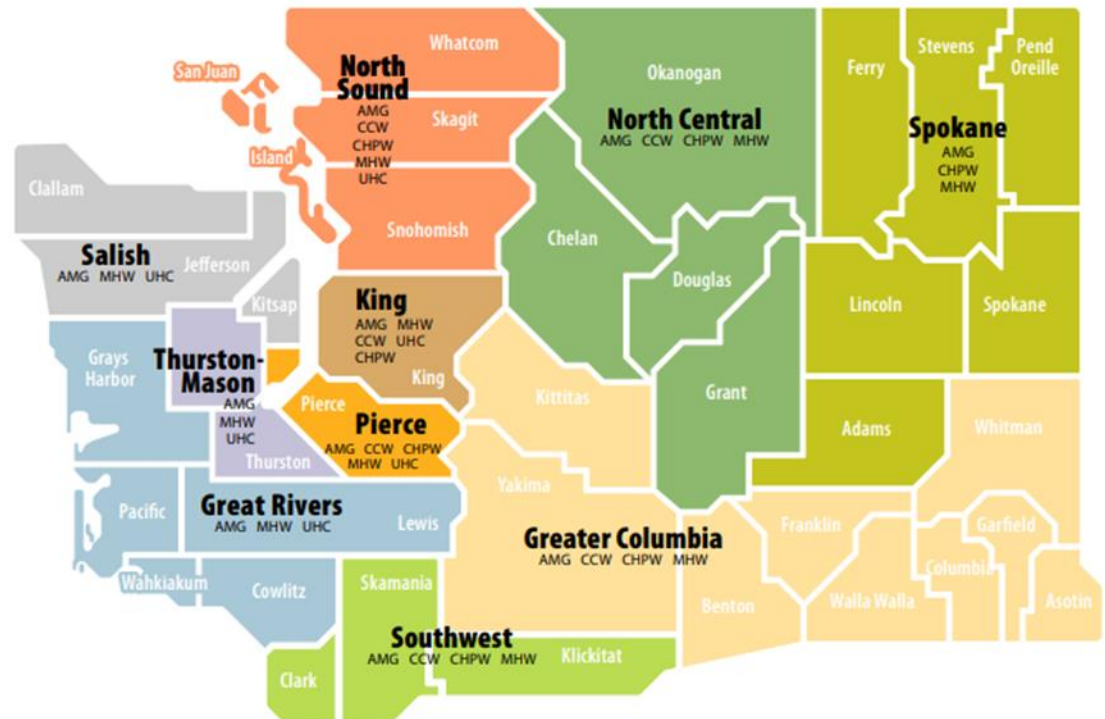 Whatcom
San Juan
North
Sound
AMG
CCW
CHPW
MHW
UHC
Skagit
Island
Snohomish
Okanogan
North Central
AMG CCW CHPW MHW
Chelan
Douglas
Grant
Ferry
Stevens
Pend
Oreille
Spokane
AMG
CHPW
MHW
Lincoln
Spokane
Adams
Clallam
Salish
Jefferson
AMG MHW UHC
Kitsap
King
AMG MHW
CCW UHC
CHPW
King
Grays
Harbor
Thurston-
Mason
AMG
MHW
UHC
Thurston
Pierce
Pierce
AMG CCW CHPW
MHW UHC
Kittitas
Whitman
Yakima
Pacific
Great Rivers
AMG MHW UHC
Lewis
Wahkiakum
Cowlitz
Greater Columbia
AMG CCW CHPW MHW
Franklin
Garfield
Columbia
Benton
Walla Walla
Asotin
Skamania
Southwest
AMG CCW CHPW MHW
Klickitat
Clark